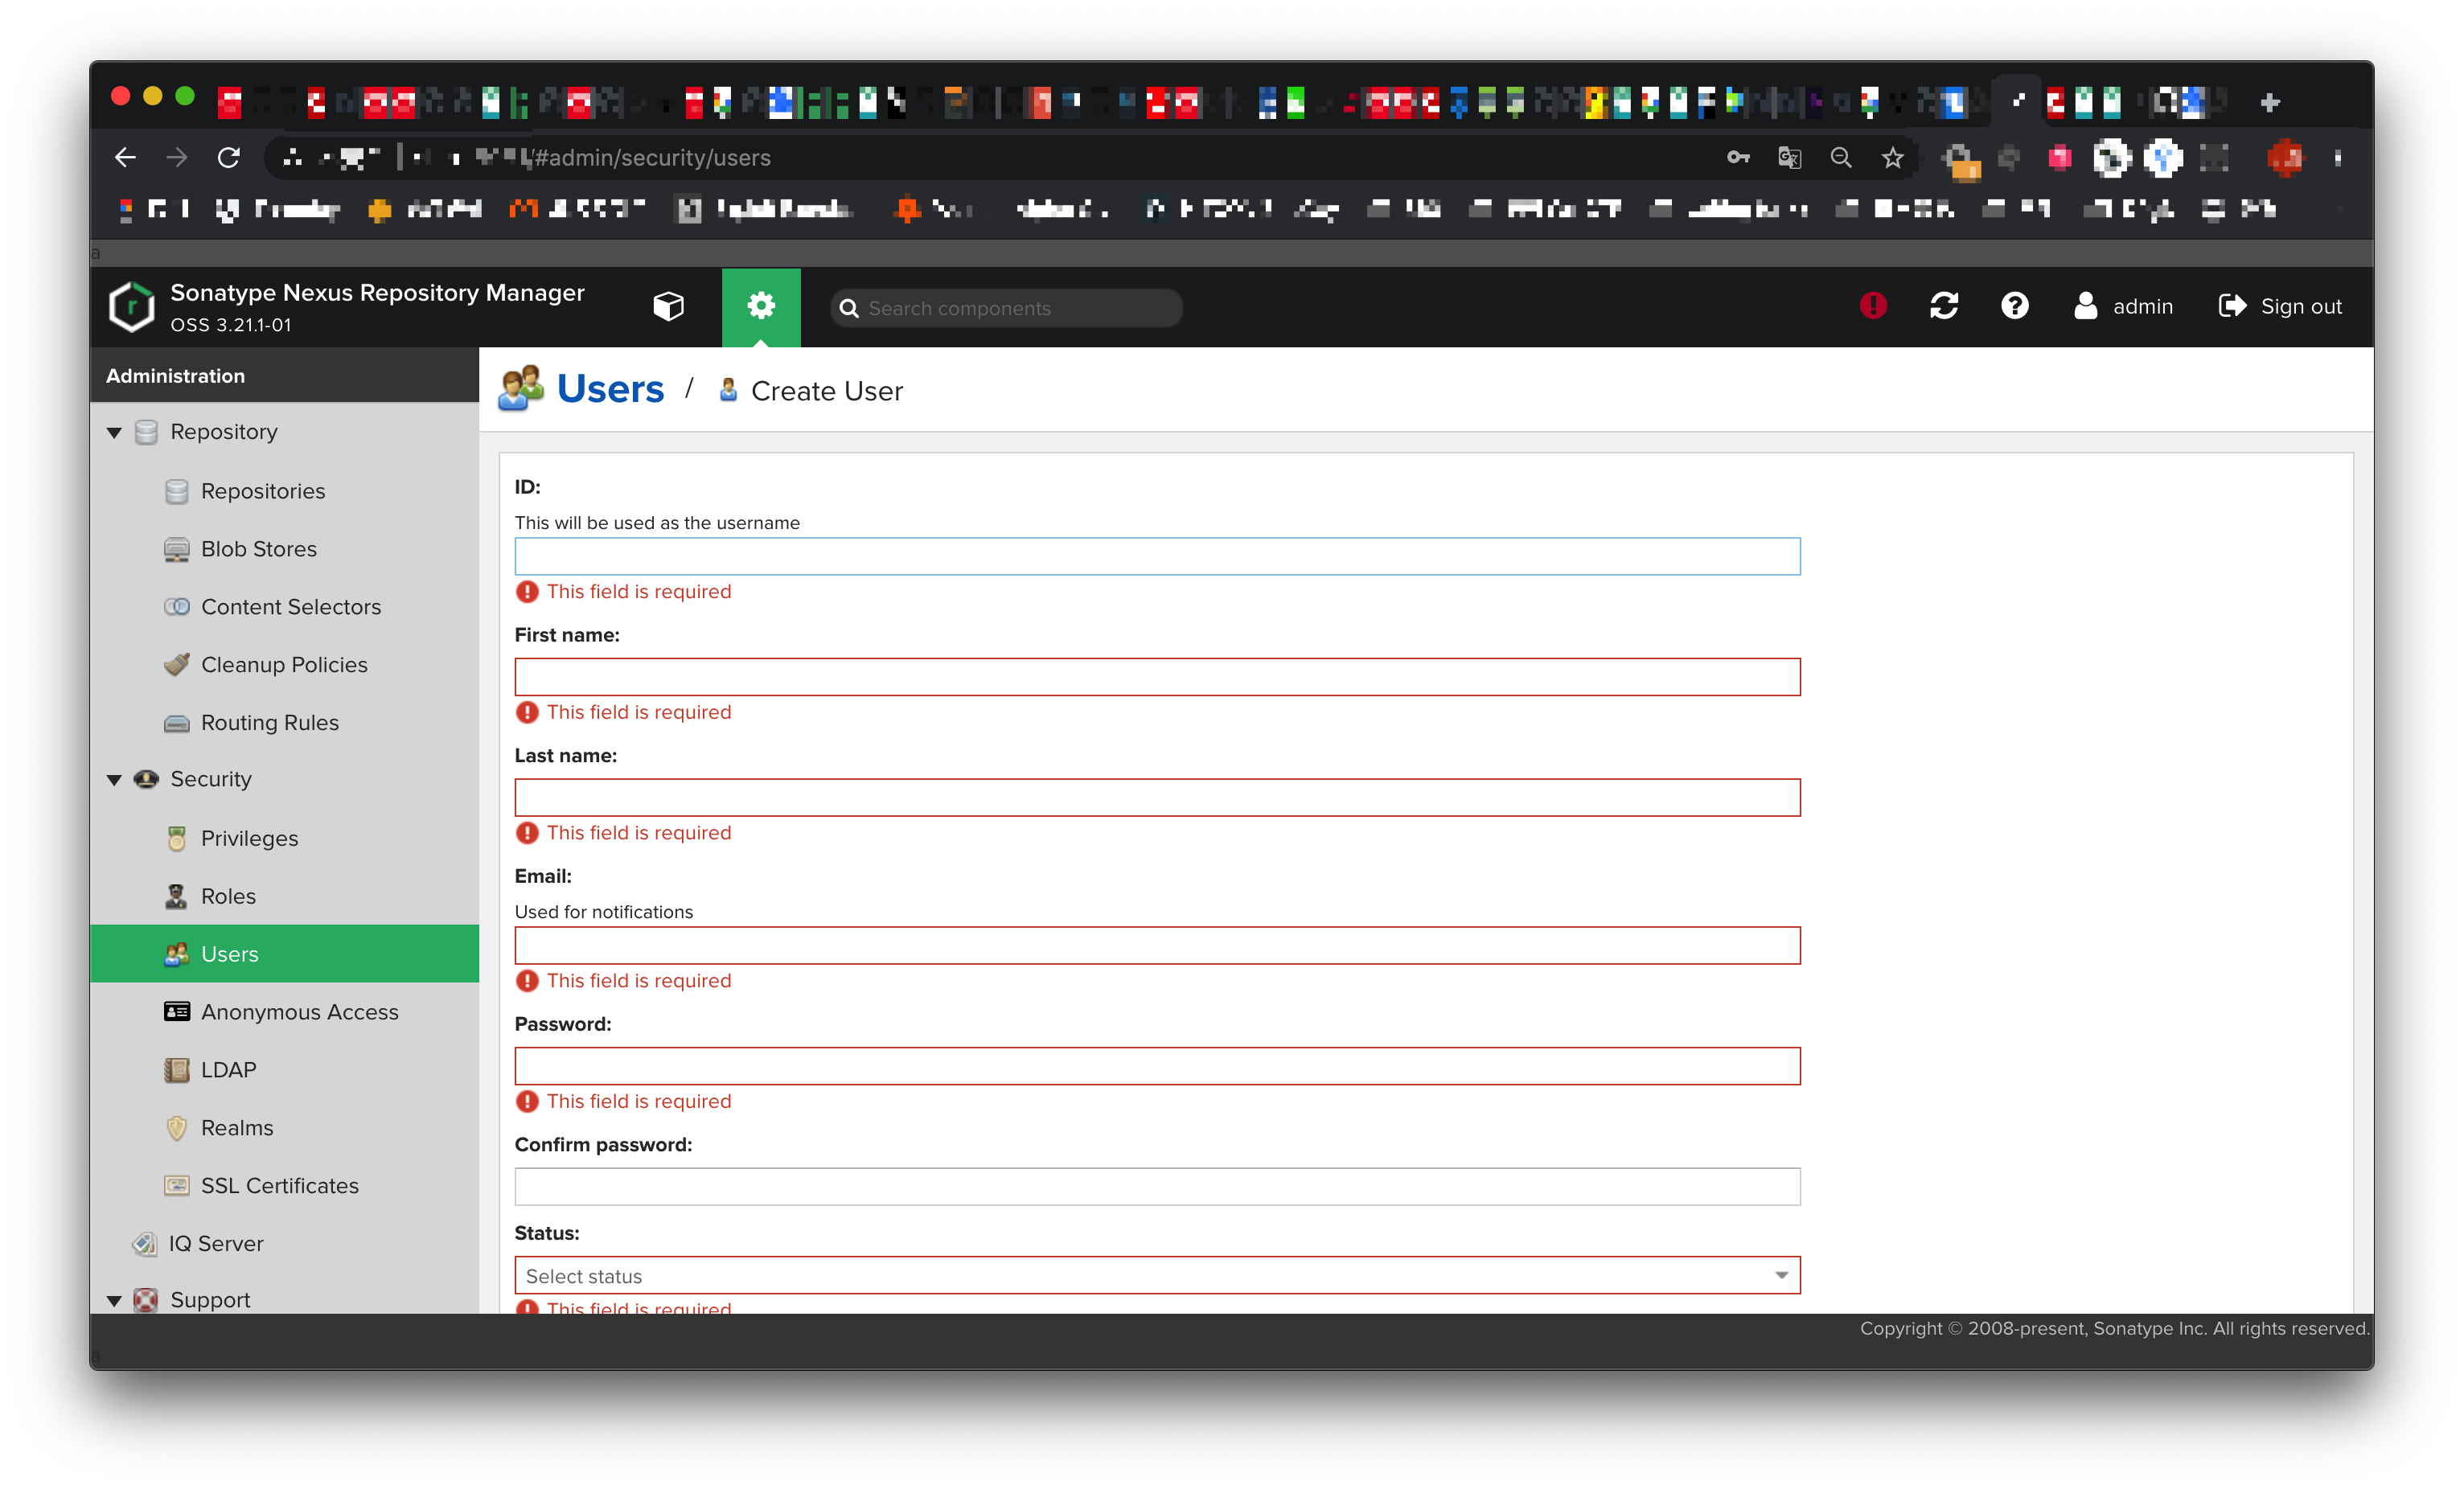 /#admin/security/users
a
Sonatype Nexus Repository Manager
OSS 3.21.1-01
Search components
admin
Sign out
Administration
Users / Create User
Repository
Repositories
Blob Stores
Content Selectors
Cleanup Policies
Routing Rules
Security
Privileges
Roles
Users
Anonymous Access
LDAP
Realms
SSL Certificates
IQ Server
Support
ID:
This will be used as the username
This field is required
First name:
This field is required
Last name:
This field is required
Email:
Used for notifications
This field is required
Password:
This field is required
Confirm password:
Status:
Select status
This field is required
Copyright © 2008-present, Sonatype Inc. All rights reserved.
a